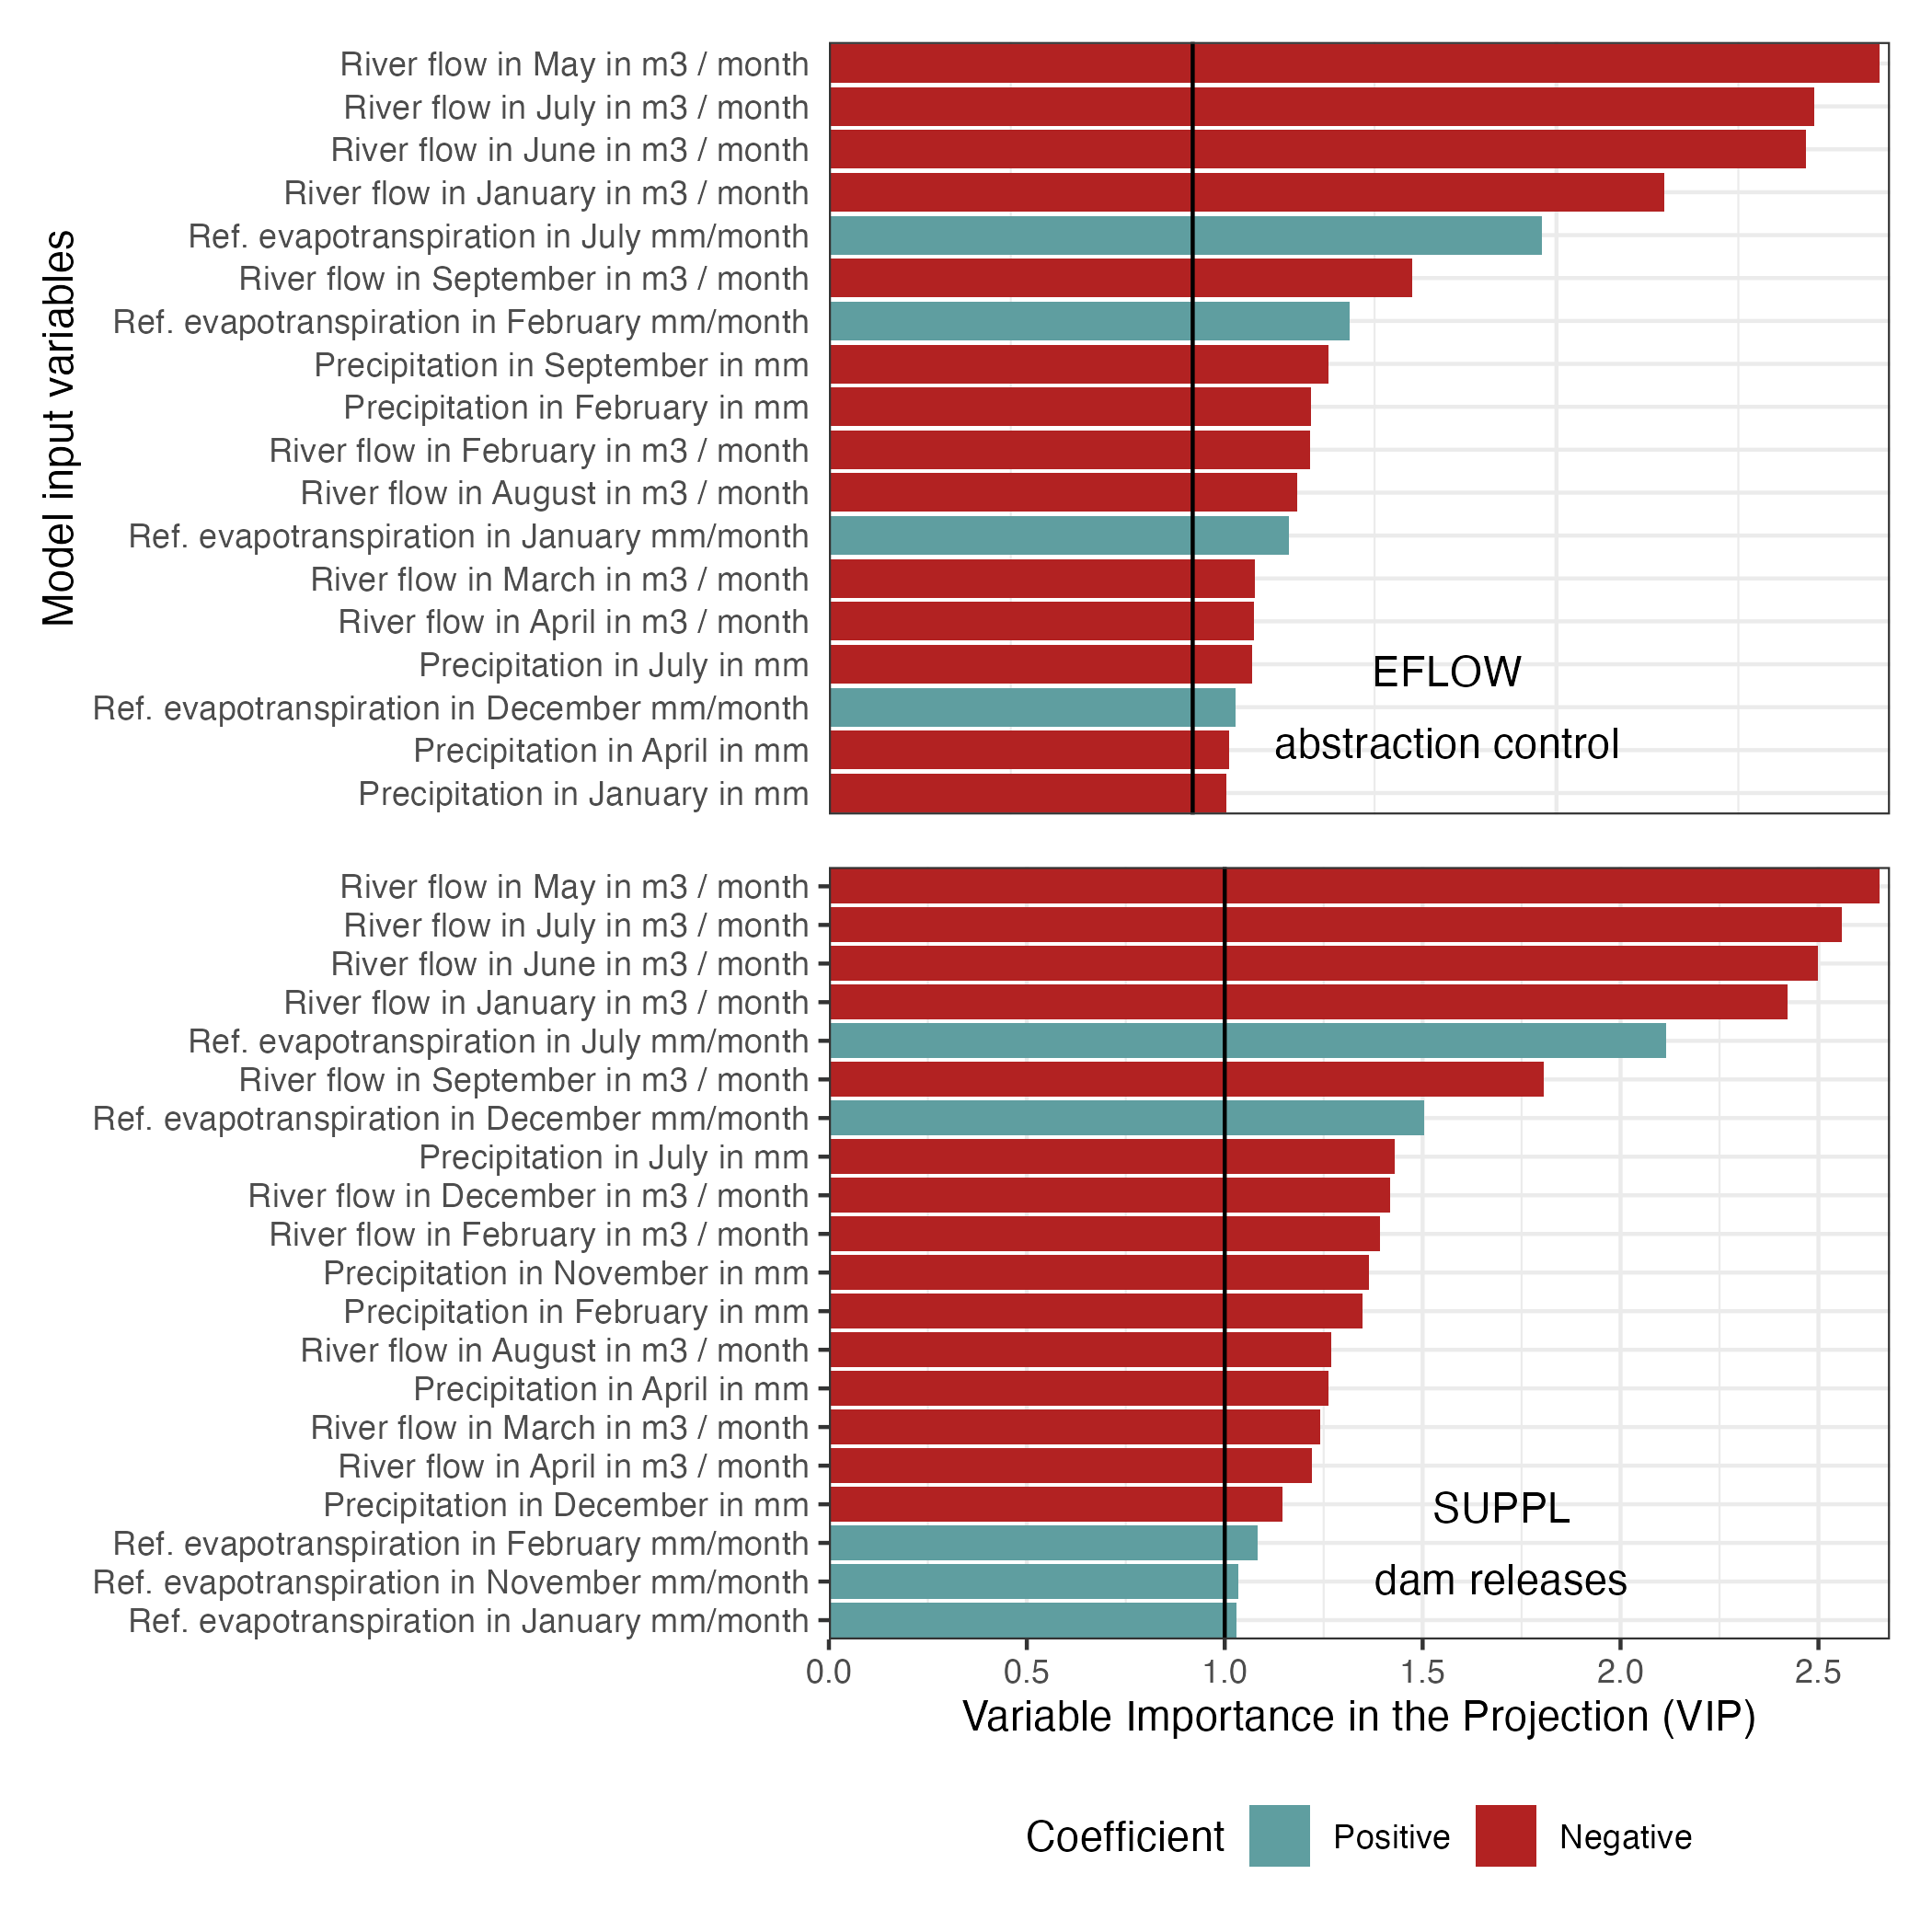 Model input variables
River flow in May in m3 / month
River flow in July in m3 / month
River flow in June in m3 / month
River flow in January in m3 / month
Ref. evapotranspiration in July mm/month
River flow in September in m3 / month
Ref. evapotranspiration in February mm/month
Precipitation in September in mm
Precipitation in February in mm
River flow in February in m3 / month
River flow in August in m3 / month
Ref. evapotranspiration in January mm/month
River flow in March in m3 / month
River flow in April in m3 / month
Precipitation in July in mm
Ref. evapotranspiration in December mm/month
Precipitation in April in mm
Precipitation in January in mm
EFLOW
abstraction control
River flow in May in m3 / month
River flow in July in m3 / month
River flow in June in m3 / month
River flow in January in m3 / month
Ref. evapotranspiration in July mm/month
River flow in September in m3 / month
Ref. evapotranspiration in December mm/month
Precipitation in July in mm
River flow in December in m3 / month
River flow in February in m3 / month
Precipitation in November in mm
Precipitation in February in mm
River flow in August in m3 / month
Precipitation in April in mm
River flow in March in m3 / month
River flow in April in m3 / month
Precipitation in December in mm
Ref. evapotranspiration in February mm/month
Ref. evapotranspiration in November mm/month
Ref. evapotranspiration in January mm/month
SUPPL
dam releases
0.0 0.5 1.0 1.5 2.0 2.5
Variable Importance in the Projection (VIP)
Coefficient Positive Negative